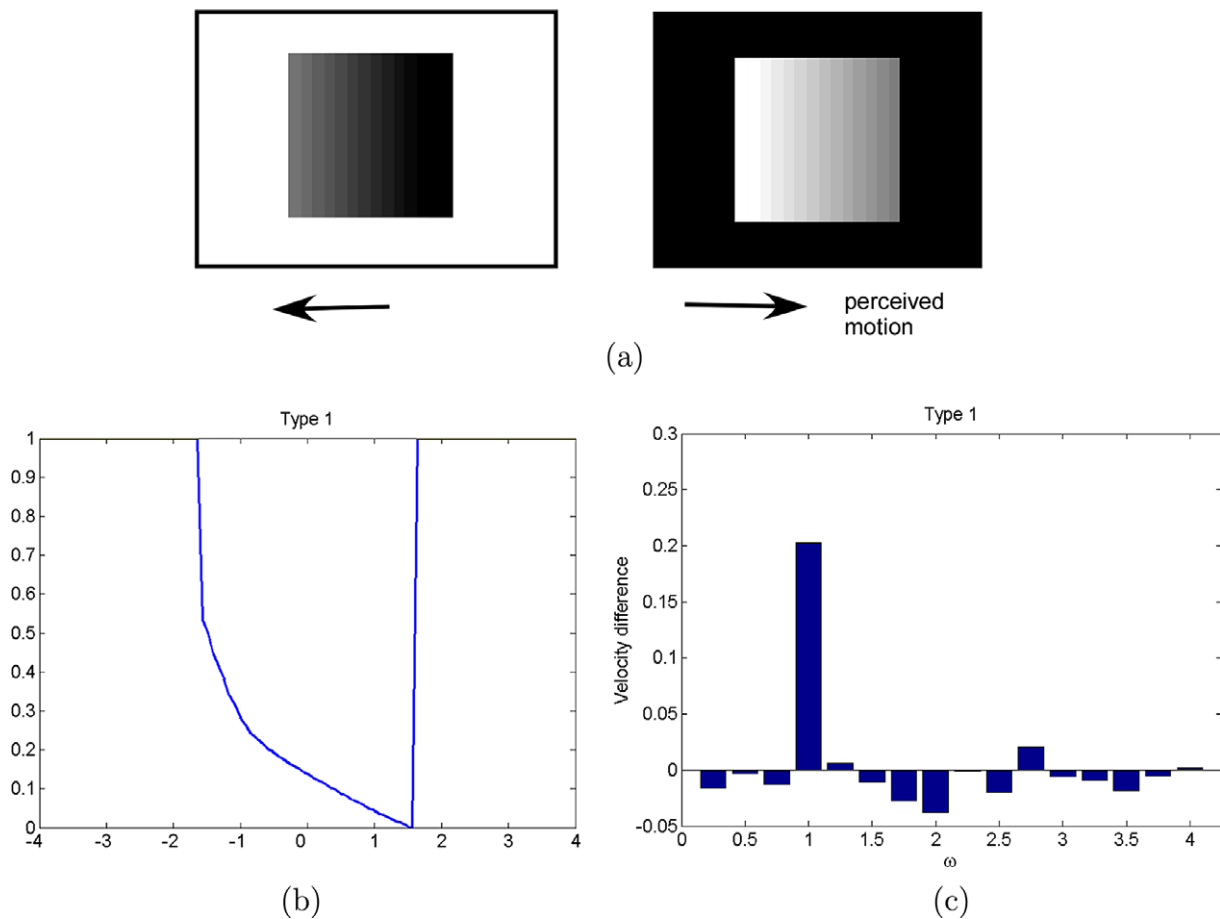 perceived
motion
(a)
Type 1
1
0.9
0.8
0.7
0.6
0.5
0.4
0.3
0.2
0.1
0
-4 -3 -2 -1 0 1 2 3 4
(b)
Type 1
0.3
0.25
0.2
0.15
0.1
0.05
0
-0.05
Velocity difference
0 0.5 1 1.5 2 2.5 3 3.5 4
ω
(c)